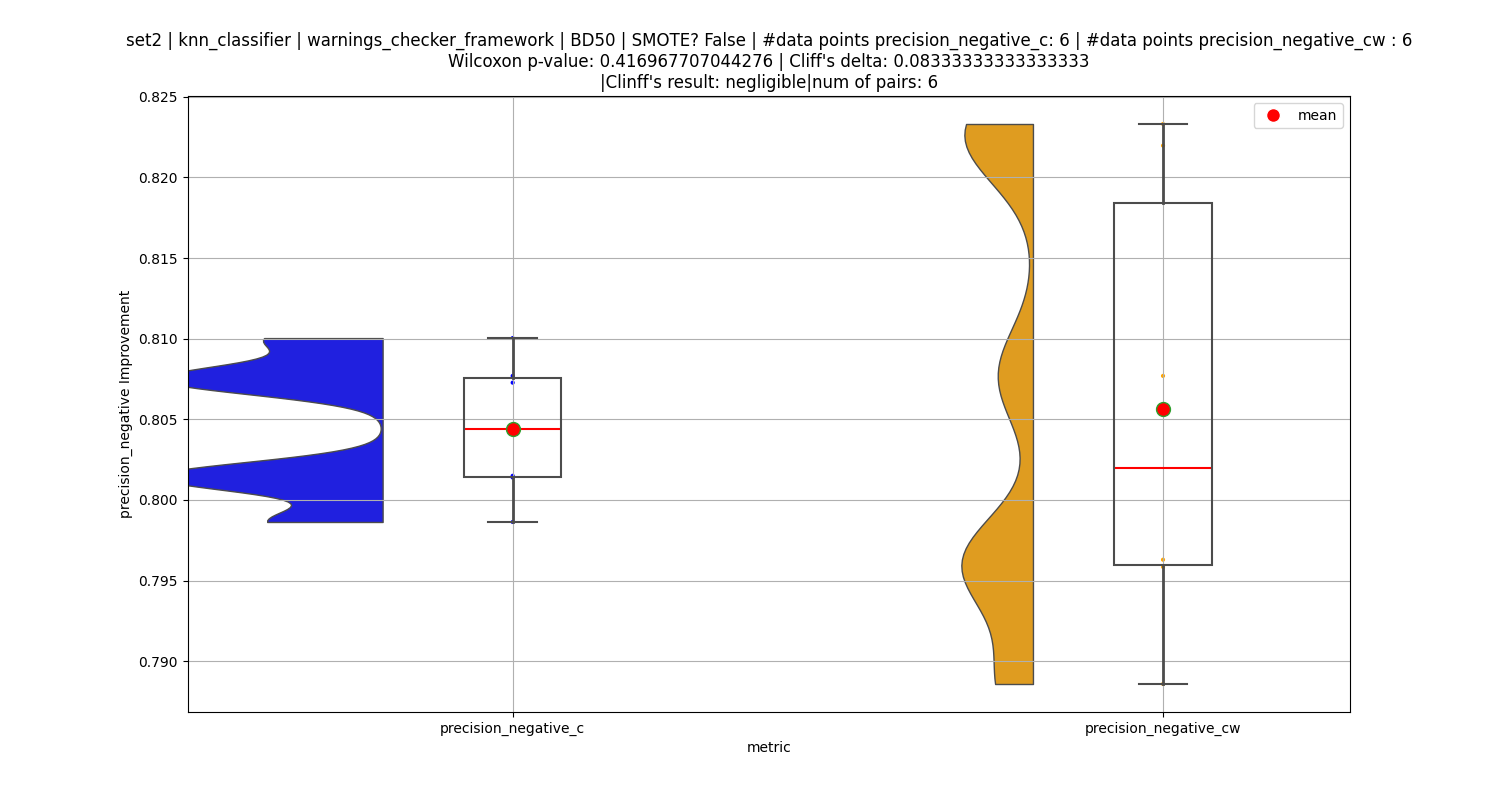 set2 | knn_classifier | warnings_checker_framework | BD50 | SMOTE? False | #data points precision_negative_c: 6 | #data points precision_negative_cw : 6
Wilcoxon p-value: 0.416967707044276 | Cliff's delta: 0.08333333333333333
|Clinff's result: negligible|num of pairs: 6
mean
precision_negative Improvement
0.825
0.820
0.815
0.810
0.805
0.800
0.795
0.790
precision_negative_c
precision_negative_cw
metric